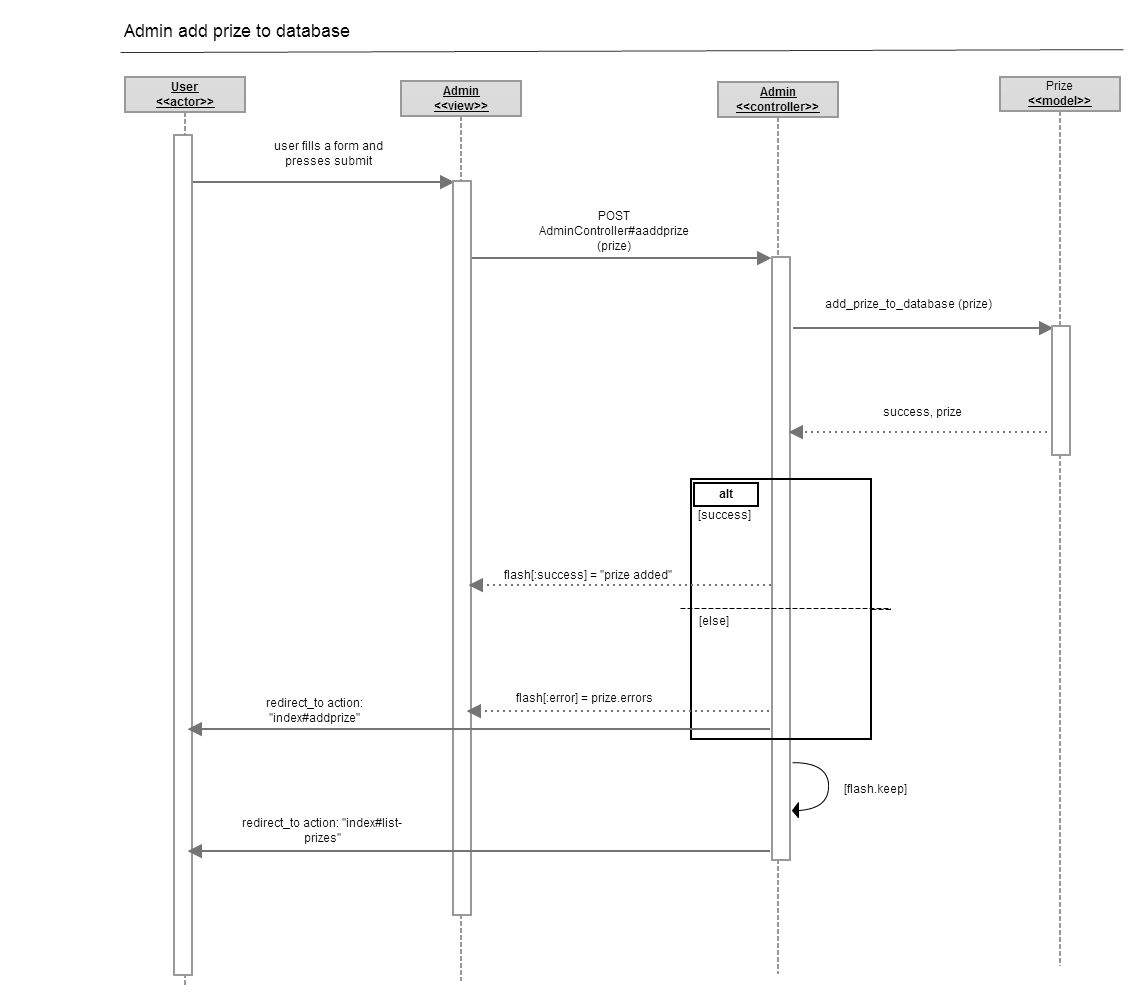 Admin add prize to database
User
<<actor>>
Admin
<<view>>
Admin
<<controller>>
Prize
<<model>>
user fills a form and
presses submit
POST
AdminController#aaddprize
(prize)
add_prize_to_database (prize)
success, prize
alt
[success]
flash[:success] = "prize added"
[else]
flash[:error] = prize.errors
redirect_to action:
"index#addprize"
[flash.keep]
redirect_to action: "index#list-
prizes"